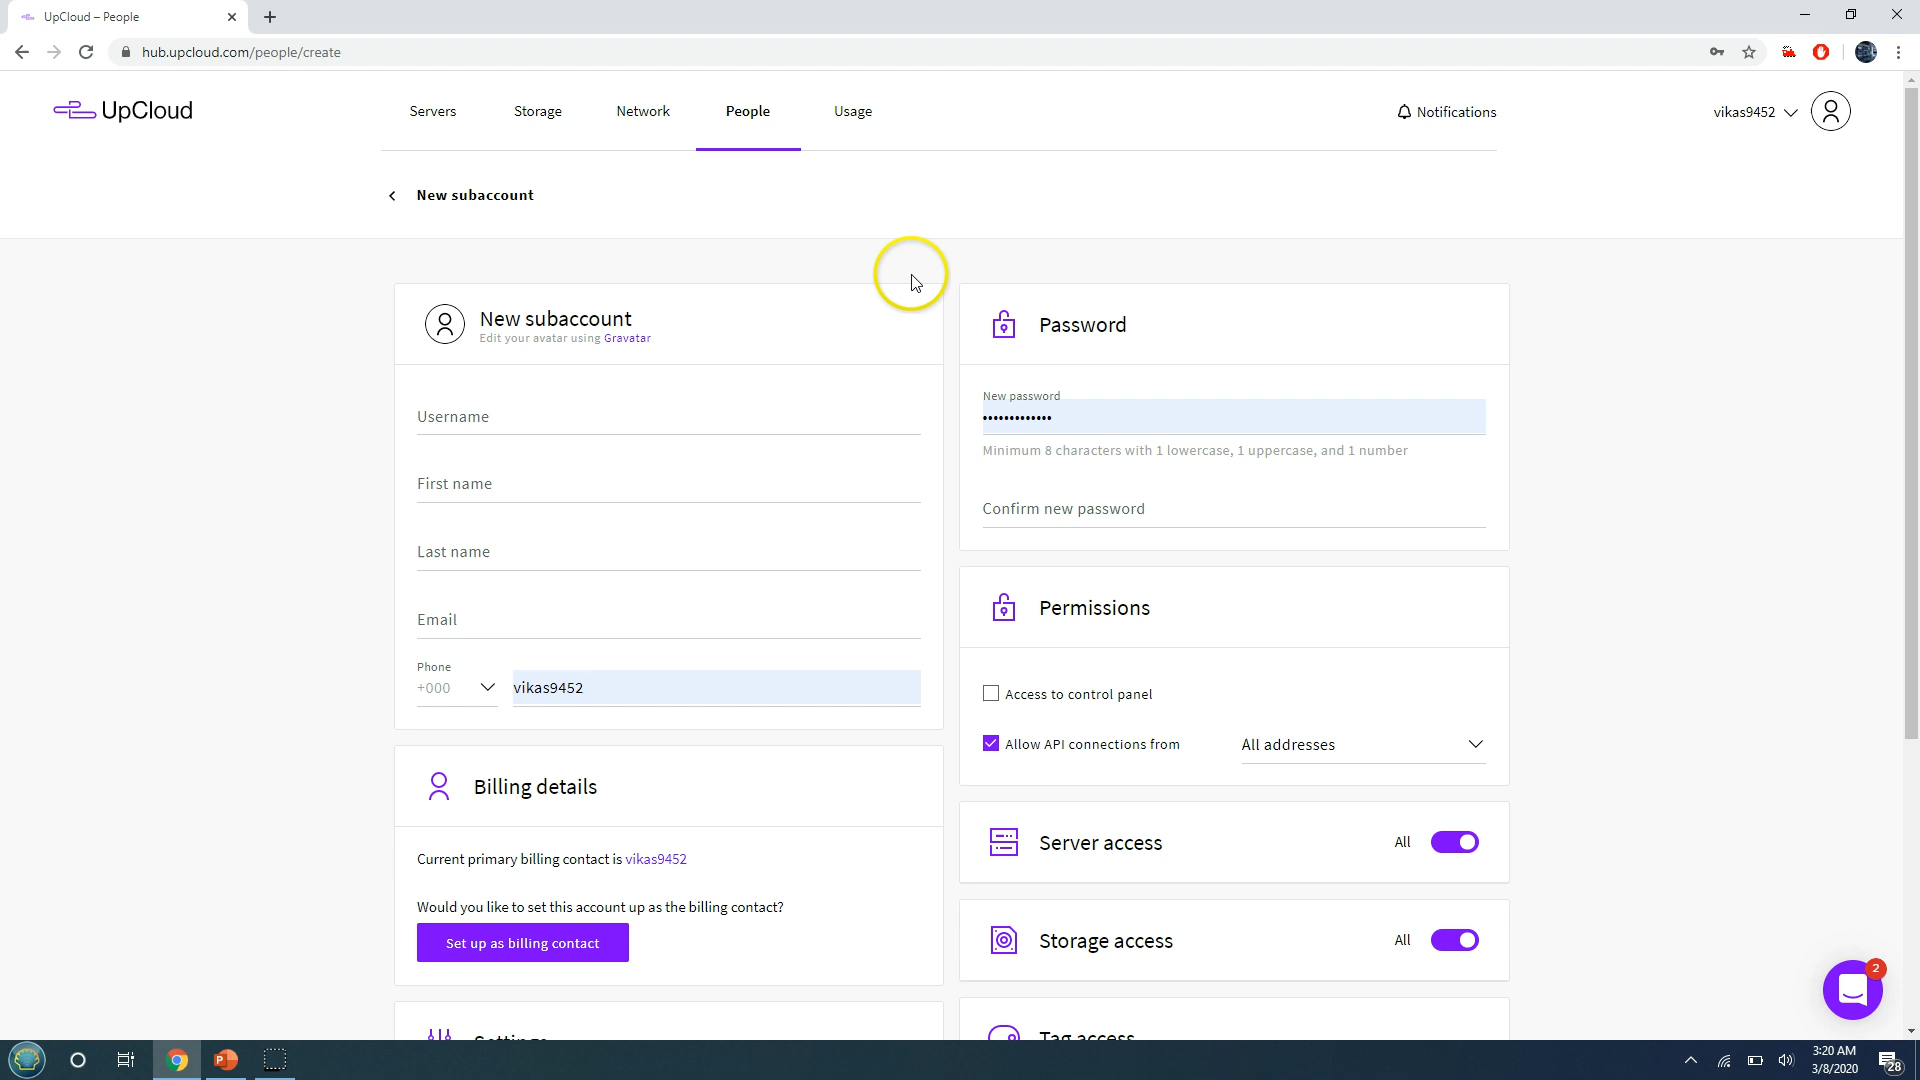 UpCloud – People
hub.upcloud.com/people/create
UpCloud
Servers
Storage
Network
People
Usage
Notifications
vikas9452
New subaccount
New subaccount
Edit your avatar using Gravatar
Username
First name
Last name
Email
Phone
+000
vikas9452
Billing details
Current primary billing contact is vikas9452
Would you like to set this account up as the billing contact?
Set up as billing contact
Settings
Password
New password
•••••••••••••
Minimum 8 characters with 1 lowercase, 1 uppercase, and 1 number
Confirm new password
Permissions
Access to control panel
Allow API connections from
All addresses
Server access
All
Storage access
All
Tag access
2
P
3:20 AM
3/8/2020
28